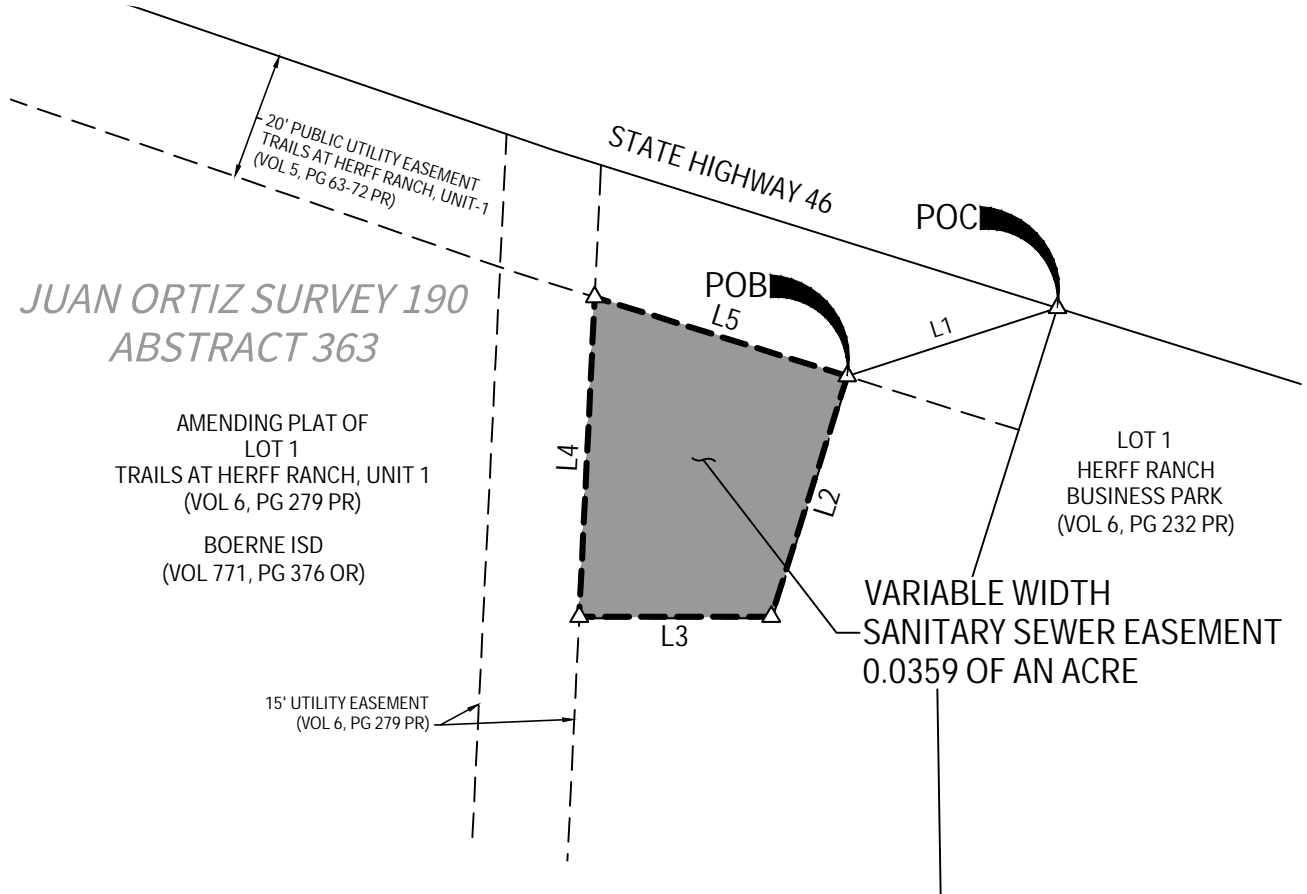 20' PUBLIC UTILITY EASEMENT
TRAILS AT HERFF RANCH, UNIT-1
(VOL 5, PG 63-72 PR)
STATE HIGHWAY 46
POC
POB
L5
L1
JUAN ORTIZ SURVEY 190
ABSTRACT 363
AMENDING PLAT OF
LOT 1
TRAILS AT HERFF RANCH, UNIT 1
(VOL 6, PG 279 PR)
BOERNE ISD
(VOL 771, PG 376 OR)
L4
L2
L3
LOT 1
HERFF RANCH
BUSINESS PARK
(VOL 6, PG 232 PR)
VARIABLE WIDTH
SANITARY SEWER EASEMENT
0.0359 OF AN ACRE
15' UTILITY EASEMENT
(VOL 6, PG 279 PR)